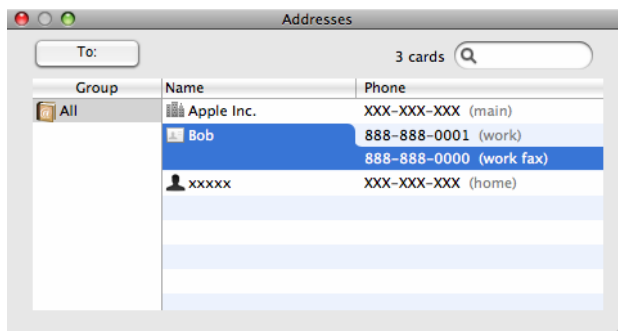 Addresses
To: 3 cards
Group Name Phone
All Apple Inc. XXX-XXX-XXX (main)
Bob 888-888-0001 (work)
888-888-0000 (work fax)
xxxxx XXX-XXX-XXX (home)